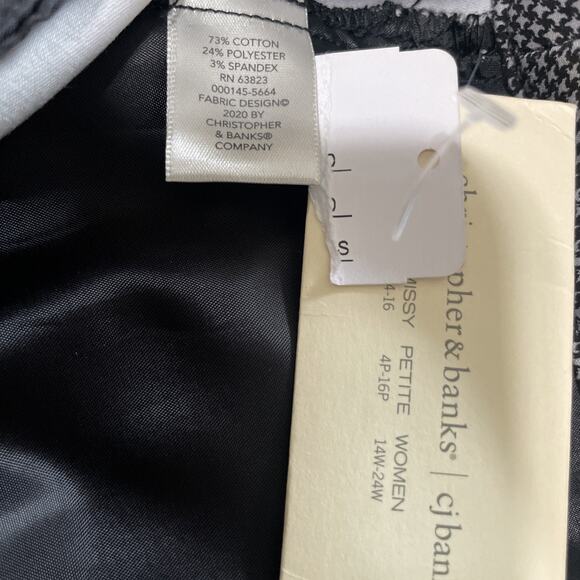 73% COTTON
24% POLYESTER
3% SPANDEX
RN 63823
000145-5664
FABRIC DESIGN©
2020 BY
CHRISTOPHER
& BANKS®
COMPANY
christopher & banks® | cj ban
MISSY PETITE WOMEN
4-16 4P-16P 14W-24W